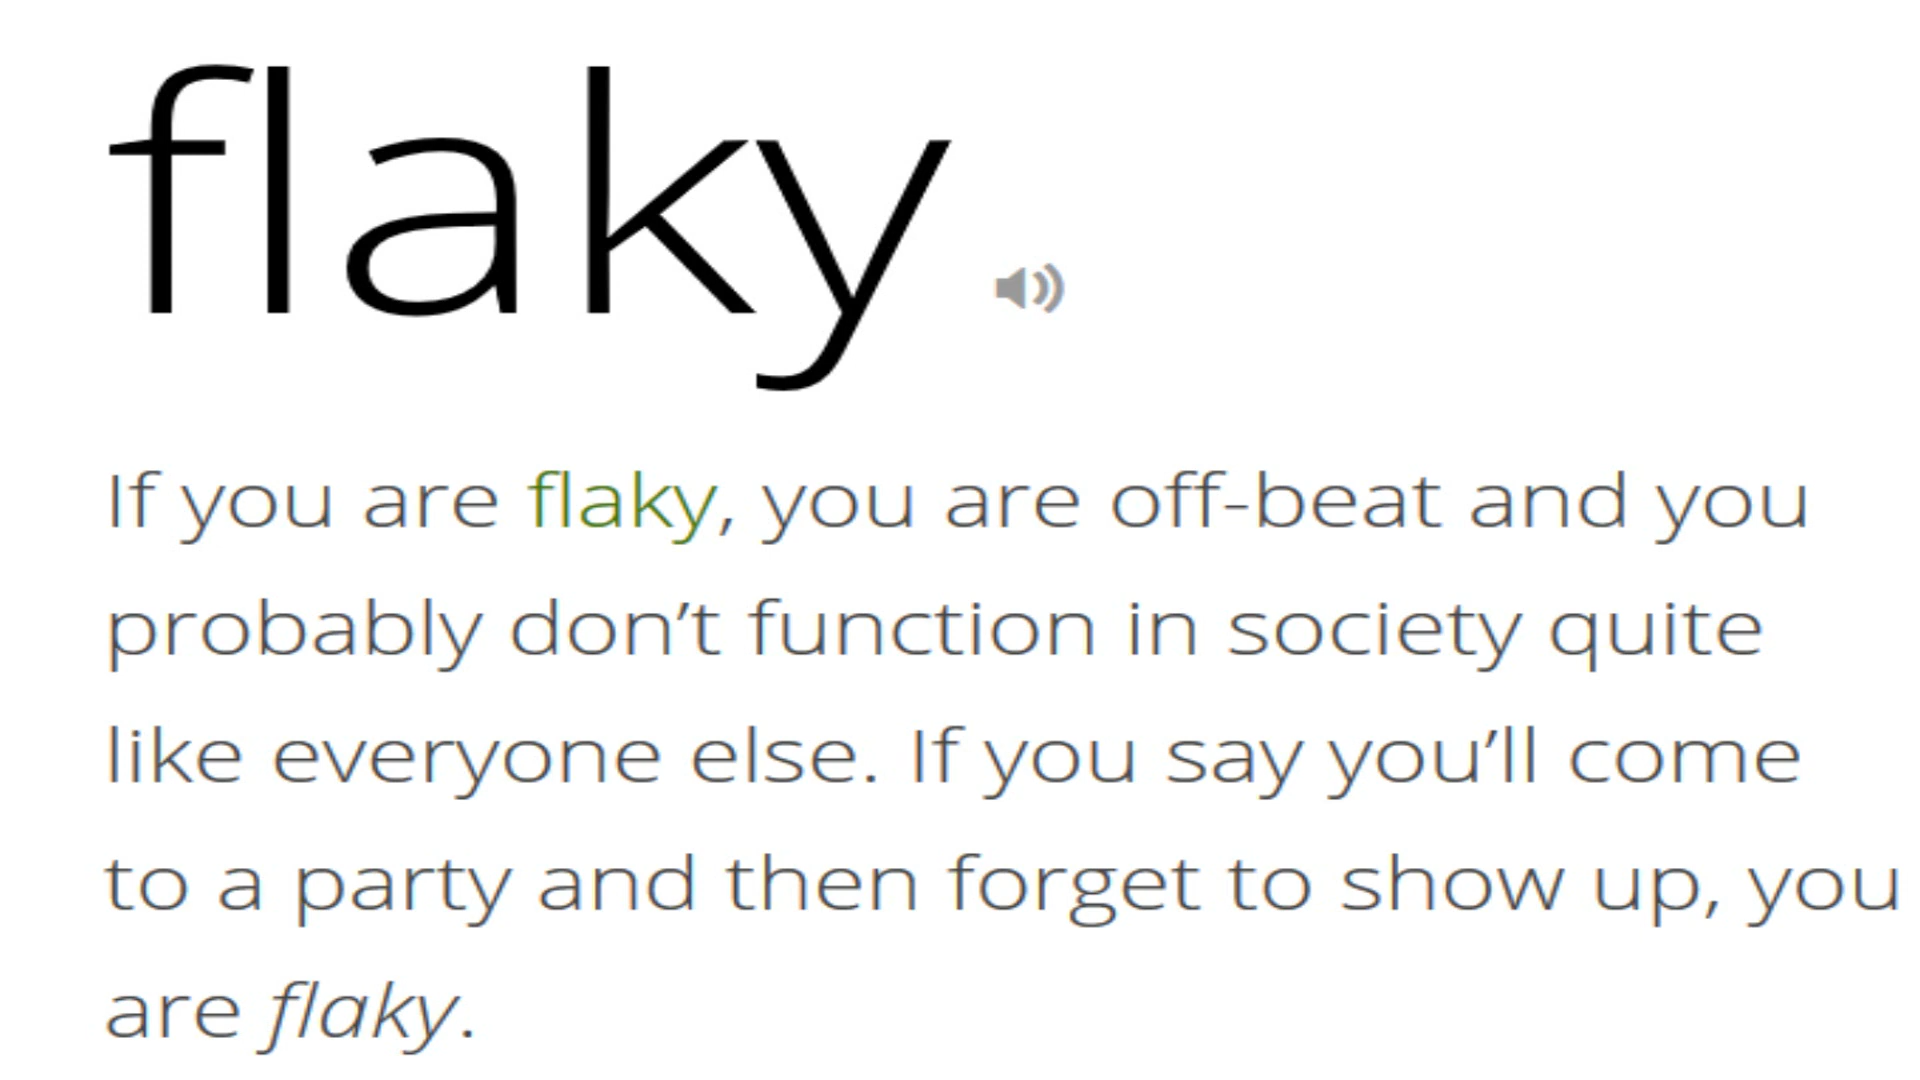 flaky
If you are flaky, you are off-beat and you
probably don’t function in society quite
like everyone else. If you say you’ll come
to a party and then forget to show up, you
are flaky.